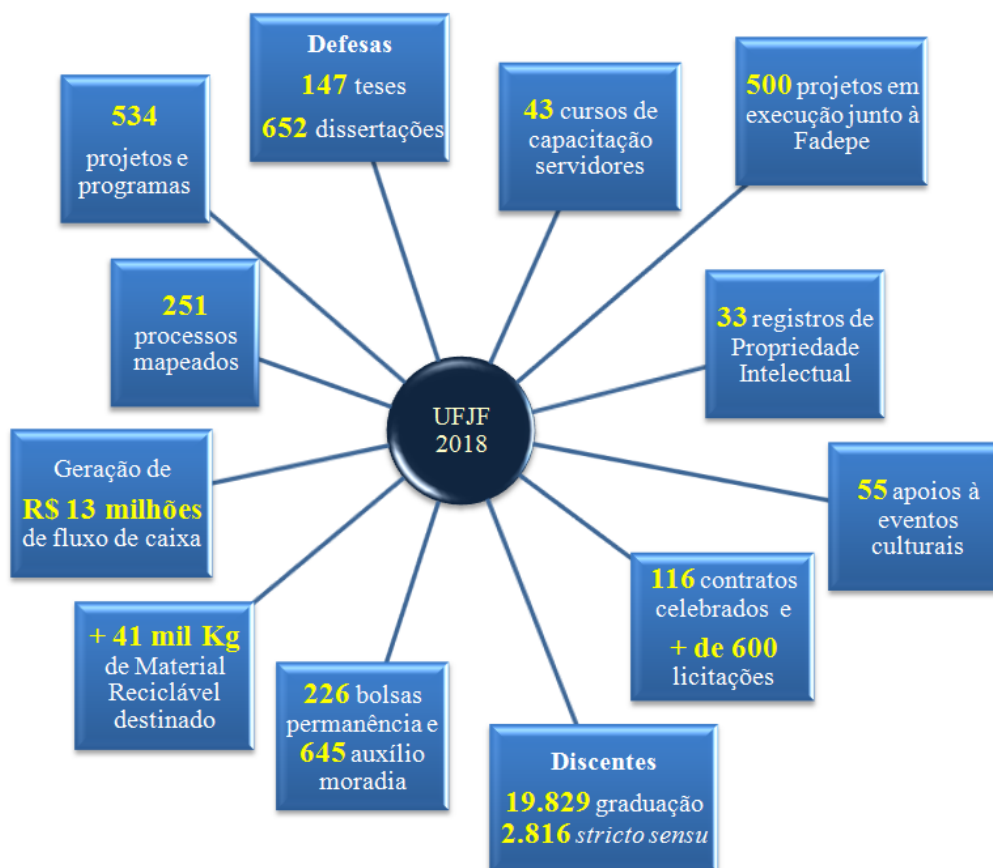 Defesas
147 teses
652 dissertações
43 cursos de
capacitação
servidores
500 projetos em
execução junto à
Fadepe
534
projetos e
programas
251
processos
mapeados
33 registros de
Propriedade
Intelectual
UFJF
2018
Geração de
R$ 13 milhões
de fluxo de caixa
55 apoios à
eventos
culturais
116 contratos
celebrados e
+ de 600
licitações
+ 41 mil Kg
de Material
Reciclável
destinado
226 bolsas
permanência e
645 auxílio
moradia
Discentes
19.829 graduação
2.816 stricto sensu